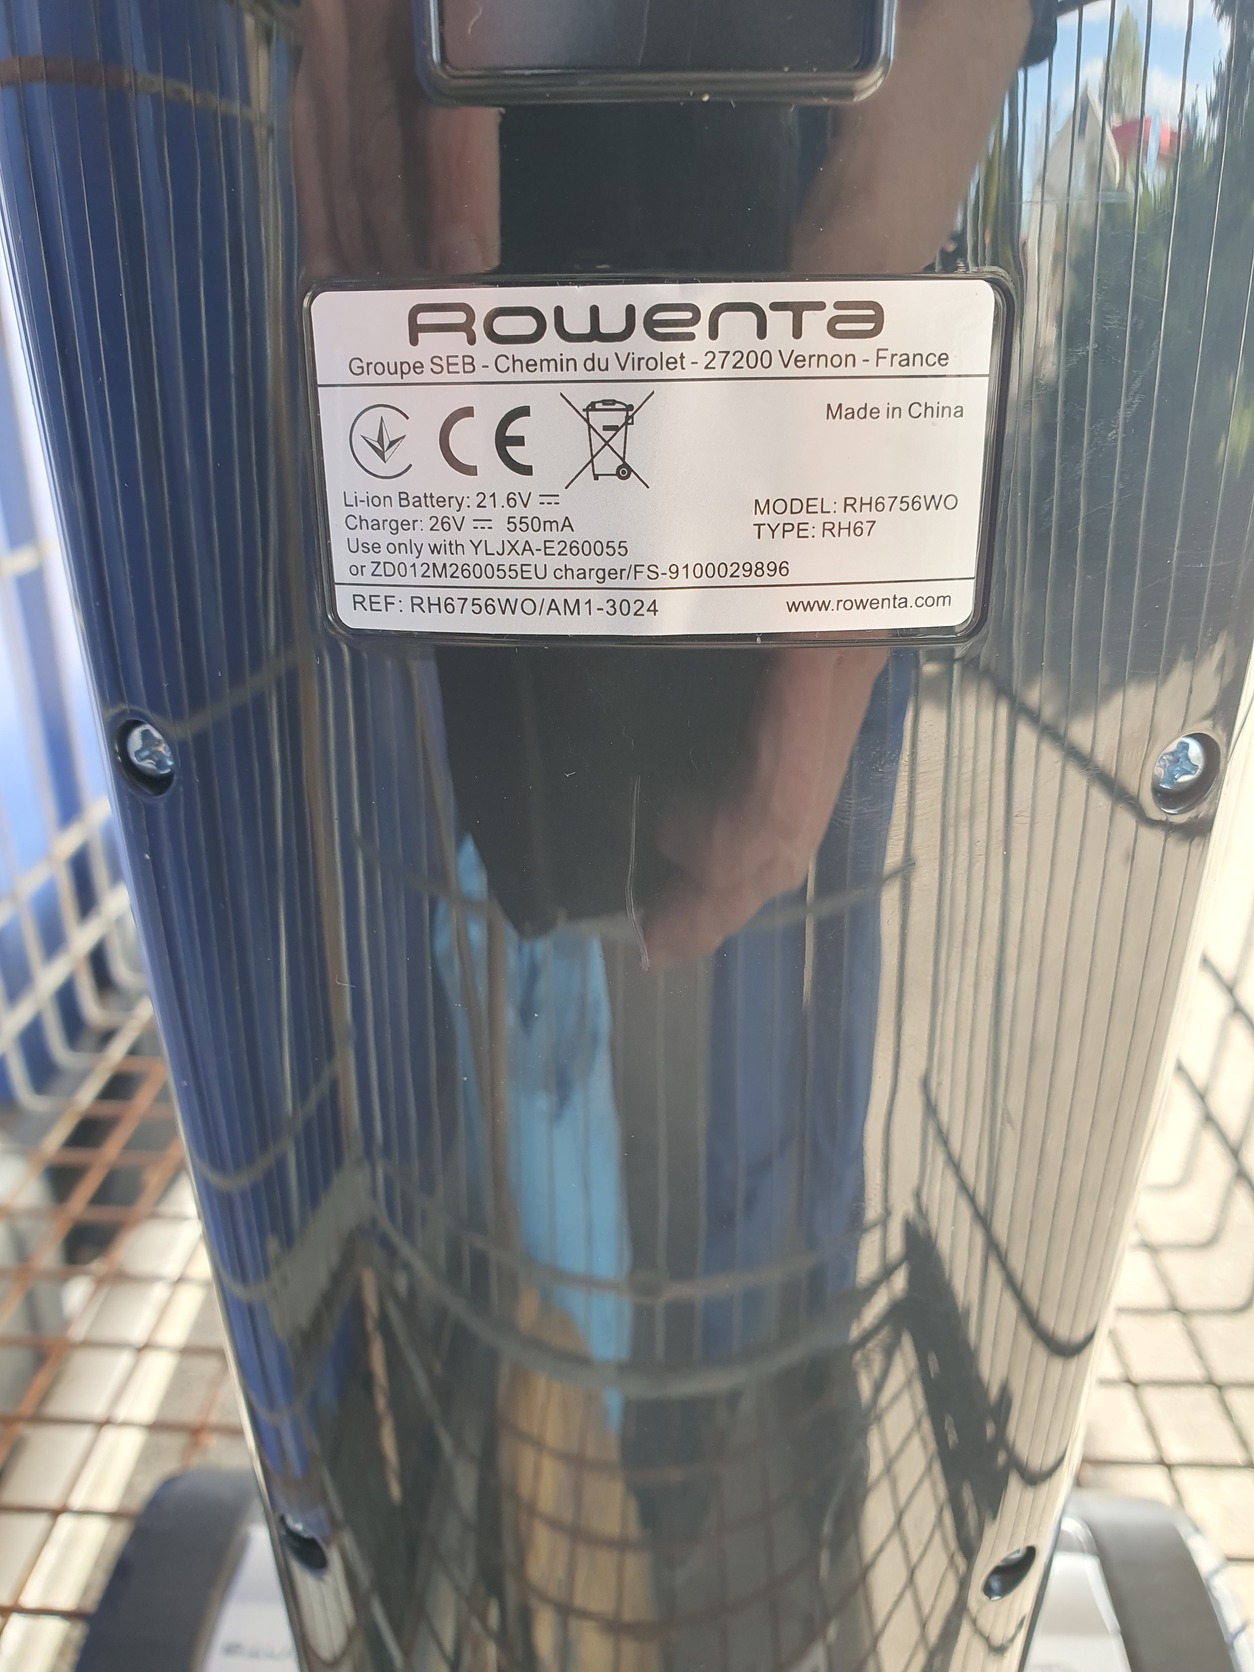 Rowenta
Groupe SEB - Chemin du Virolet - 27200 Vernon - France
CE
Made in China
Li-ion Battery: 21.6V ⎓
Charger: 26V ⎓ 550mA
Use only with YLJXA-E260055
or ZD012M260055EU charger/FS-9100029896
MODEL: RH6756WO
TYPE: RH67
REF: RH6756WO/AM1-3024
www.rowenta.com